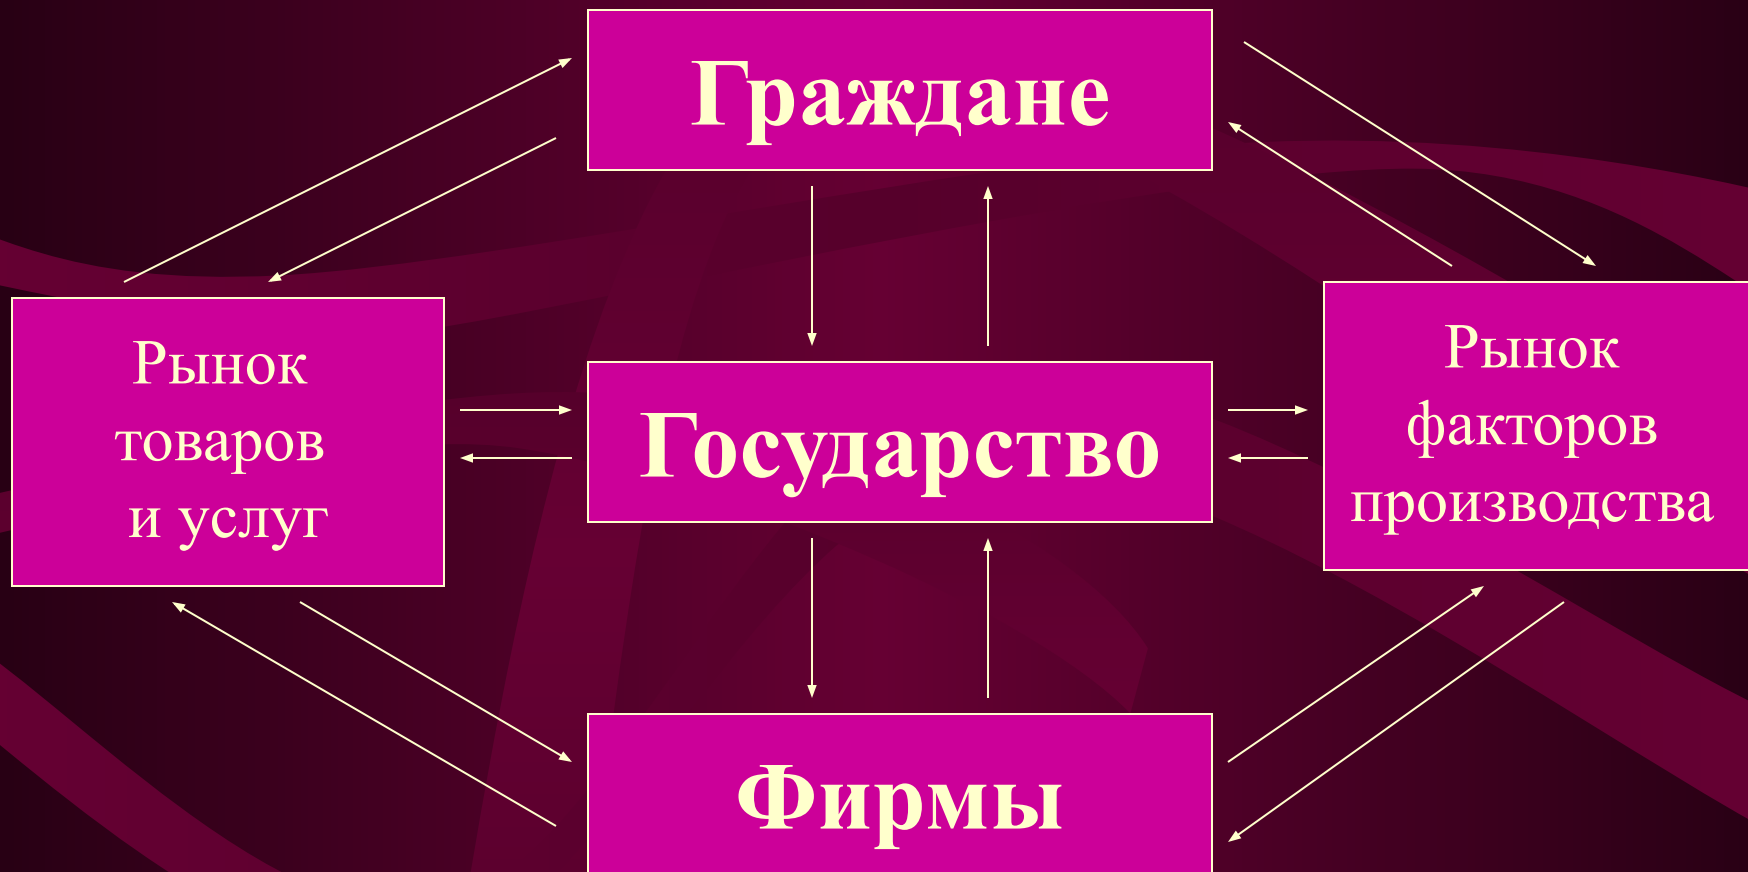 Граждане
Рынок
товаров
и услуг
Государство
Рынок
факторов
производства
Фирмы